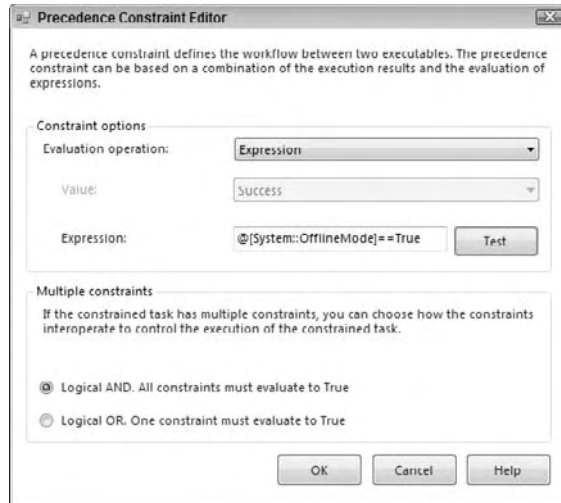 Precedence Constraint Editor
A precedence constraint defines the workflow between two executables. The precedence
constraint can be based on a combination of the execution results and the evaluation of
expressions.
Constraint options
Evaluation operation: Expression
Value: Success
Expression: @[System::OfflineMode]==True Test
Multiple constraints
If the constrained task has multiple constraints, you can choose how the constraints
interoperate to control the execution of the constrained task.
Logical AND. All constraints must evaluate to True
Logical OR. One constraint must evaluate to True
OK Cancel Help